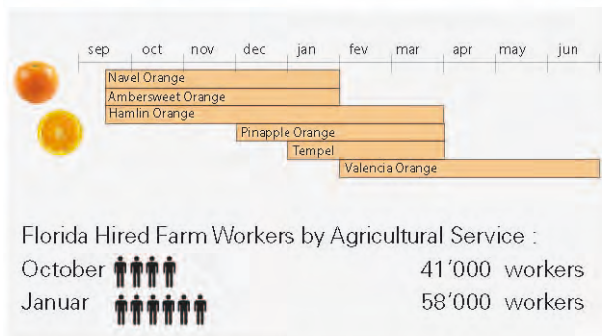 sep oct nov dec jan fev mar apr may jun
Navel Orange
Ambersweet Orange
Hamlin Orange
Pinapple Orange
Tempel
Valencia Orange
Florida Hired Farm Workers by Agricultural Service :
October 41'000 workers
Januar 58'000 workers